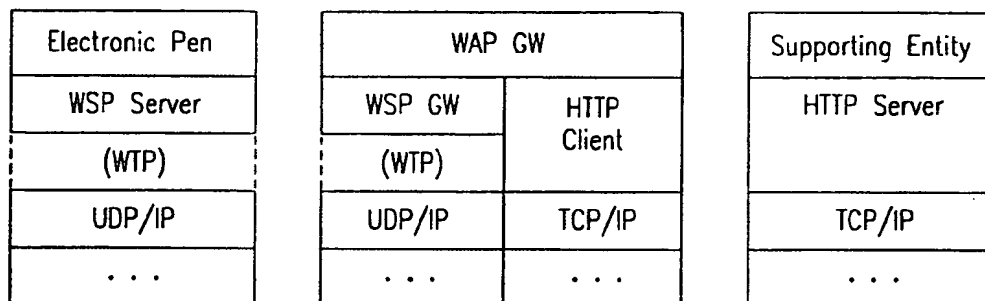 Electronic Pen
WSP Server
(WTP)
UDP/IP
. . .
WAP GW
WSP GW
(WTP)
UDP/IP
. . .
HTTP
Client
TCP/IP
. . .
Supporting Entity
HTTP Server
TCP/IP
. . .